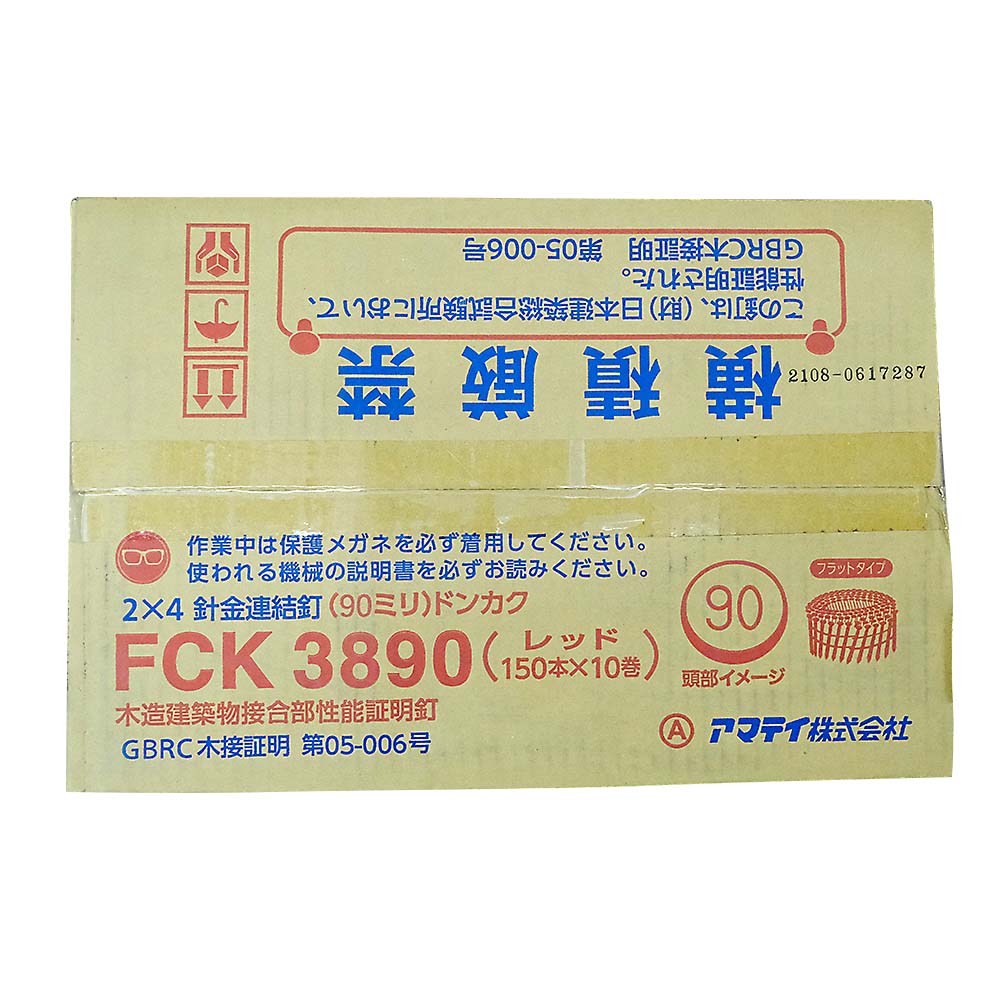 横積厳禁
この釘は、(財)日本建築総合試験所において、
性能証明された。
GBRC木接証明 第05-006号
2108-0617287
作業中は保護メガネを必ず着用してください。
使われる機械の説明書を必ずお読みください。
2×4 針金連結釘(90ミリ)ドンカク
FCK 3890(レッド 150本×10巻)
木造建築物接合部性能証明釘
GBRC 木接証明 第05-006号
90
頭部イメージ
フラットタイプ
A アマテイ株式会社